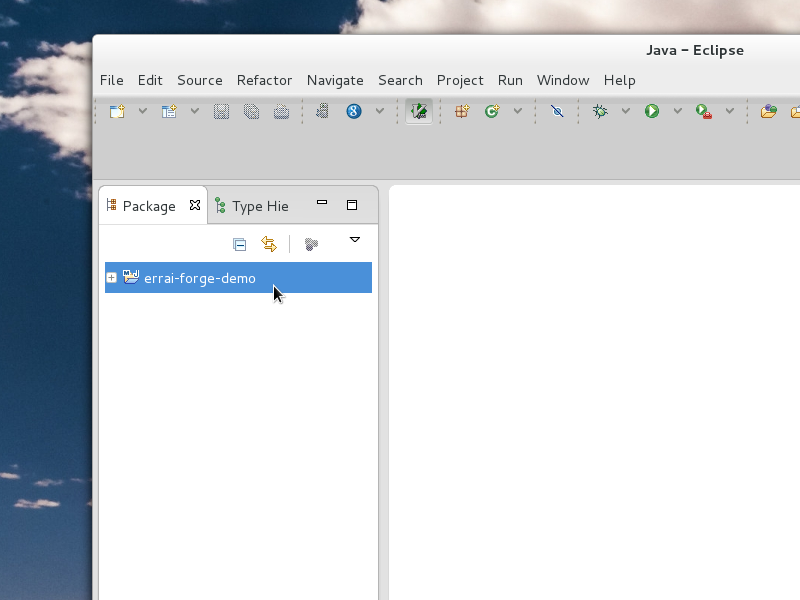 Java – Eclipse
File Edit Source Refactor Navigate Search Project Run Window Help
Package Type Hie
errai-forge-demo